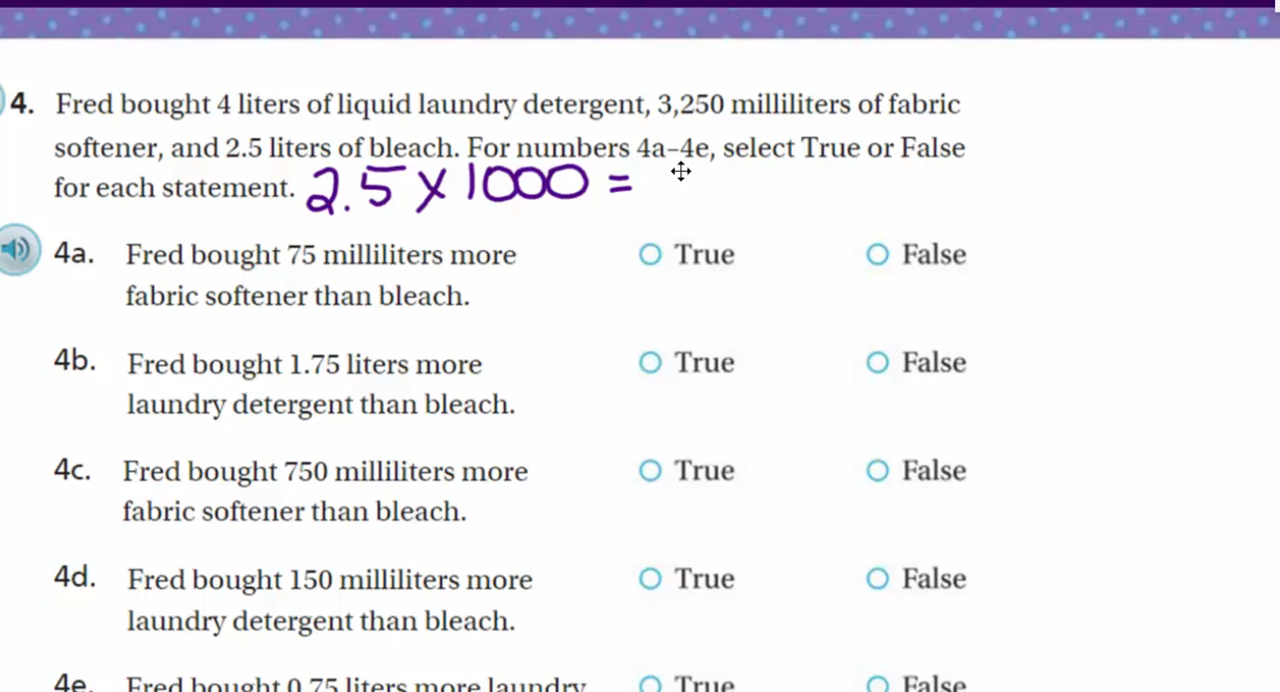 4. Fred bought 4 liters of liquid laundry detergent, 3,250 milliliters of fabric
softener, and 2.5 liters of bleach. For numbers 4a–4e, select True or False
for each statement. 2.5 x 1000 =
4a. Fred bought 75 milliliters more True False
fabric softener than bleach.
4b. Fred bought 1.75 liters more True False
laundry detergent than bleach.
4c. Fred bought 750 milliliters more True False
fabric softener than bleach.
4d. Fred bought 150 milliliters more True False
laundry detergent than bleach.
4e. Fred bought 0.75 liters more laundry True False